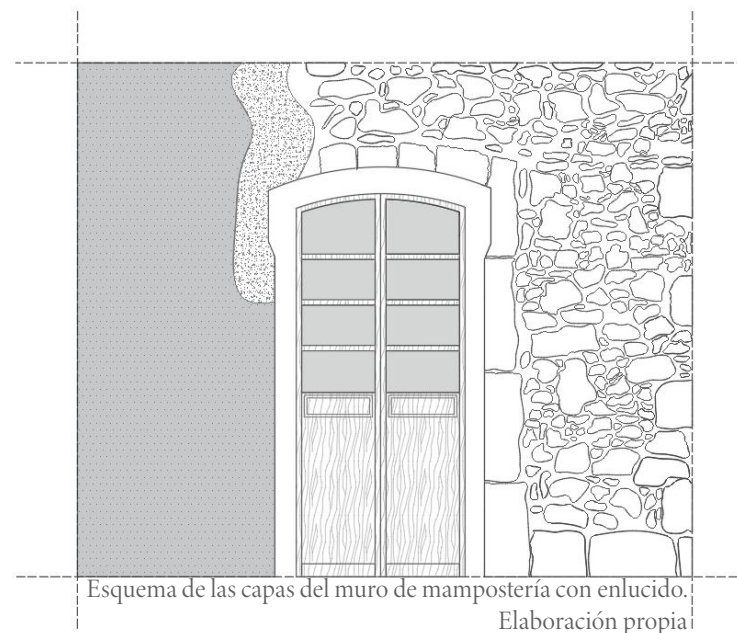 Esquema de las capas del muro de mampostería con enlucido.
Elaboración propia